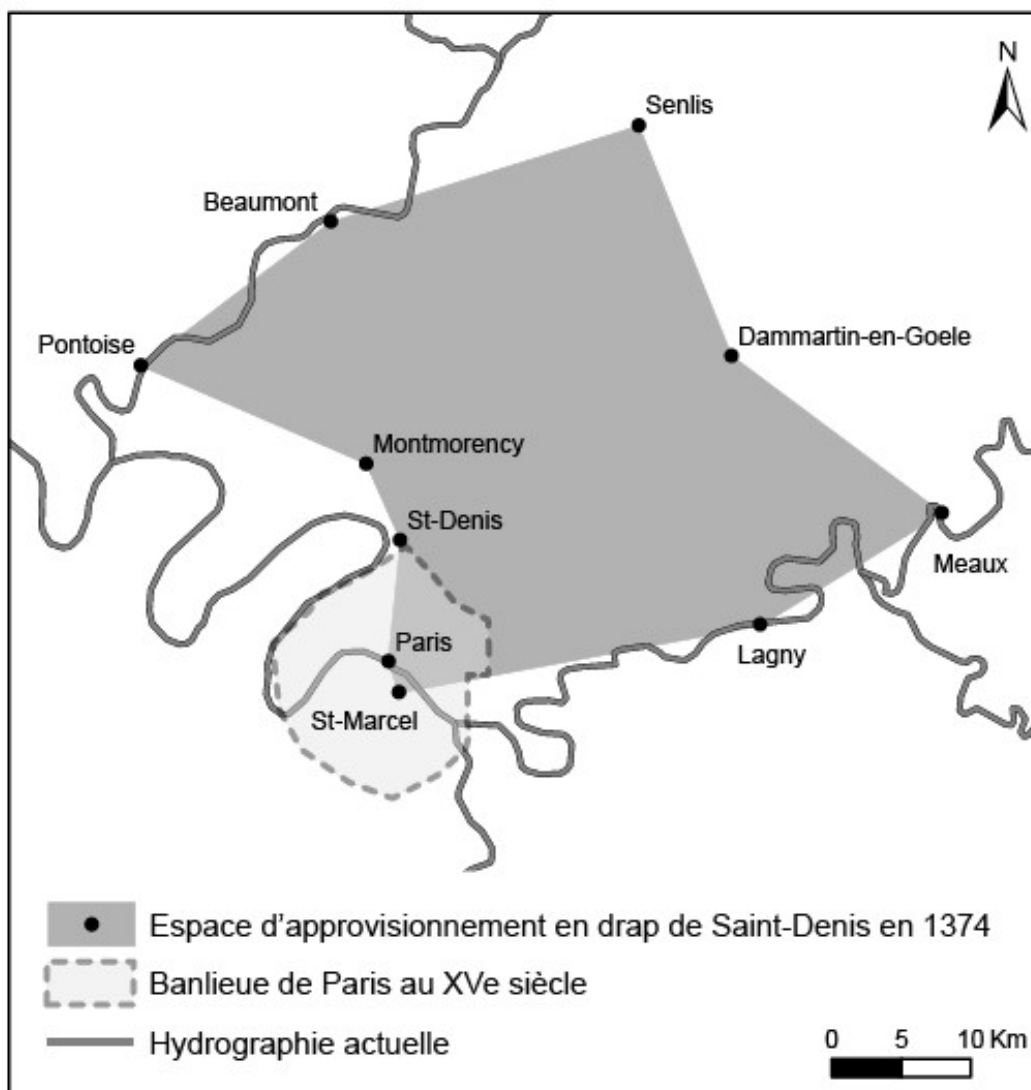 N
Senlis
Beaumont
Dammartin-en-Goele
Pontoise
Montmorency
St-Denis
Meaux
Paris
Lagny
St-Marcel
Espace d'approvisionnement en drap de Saint-Denis en 1374
Banlieue de Paris au XVe siècle
Hydrographie actuelle
0 5 10 Km